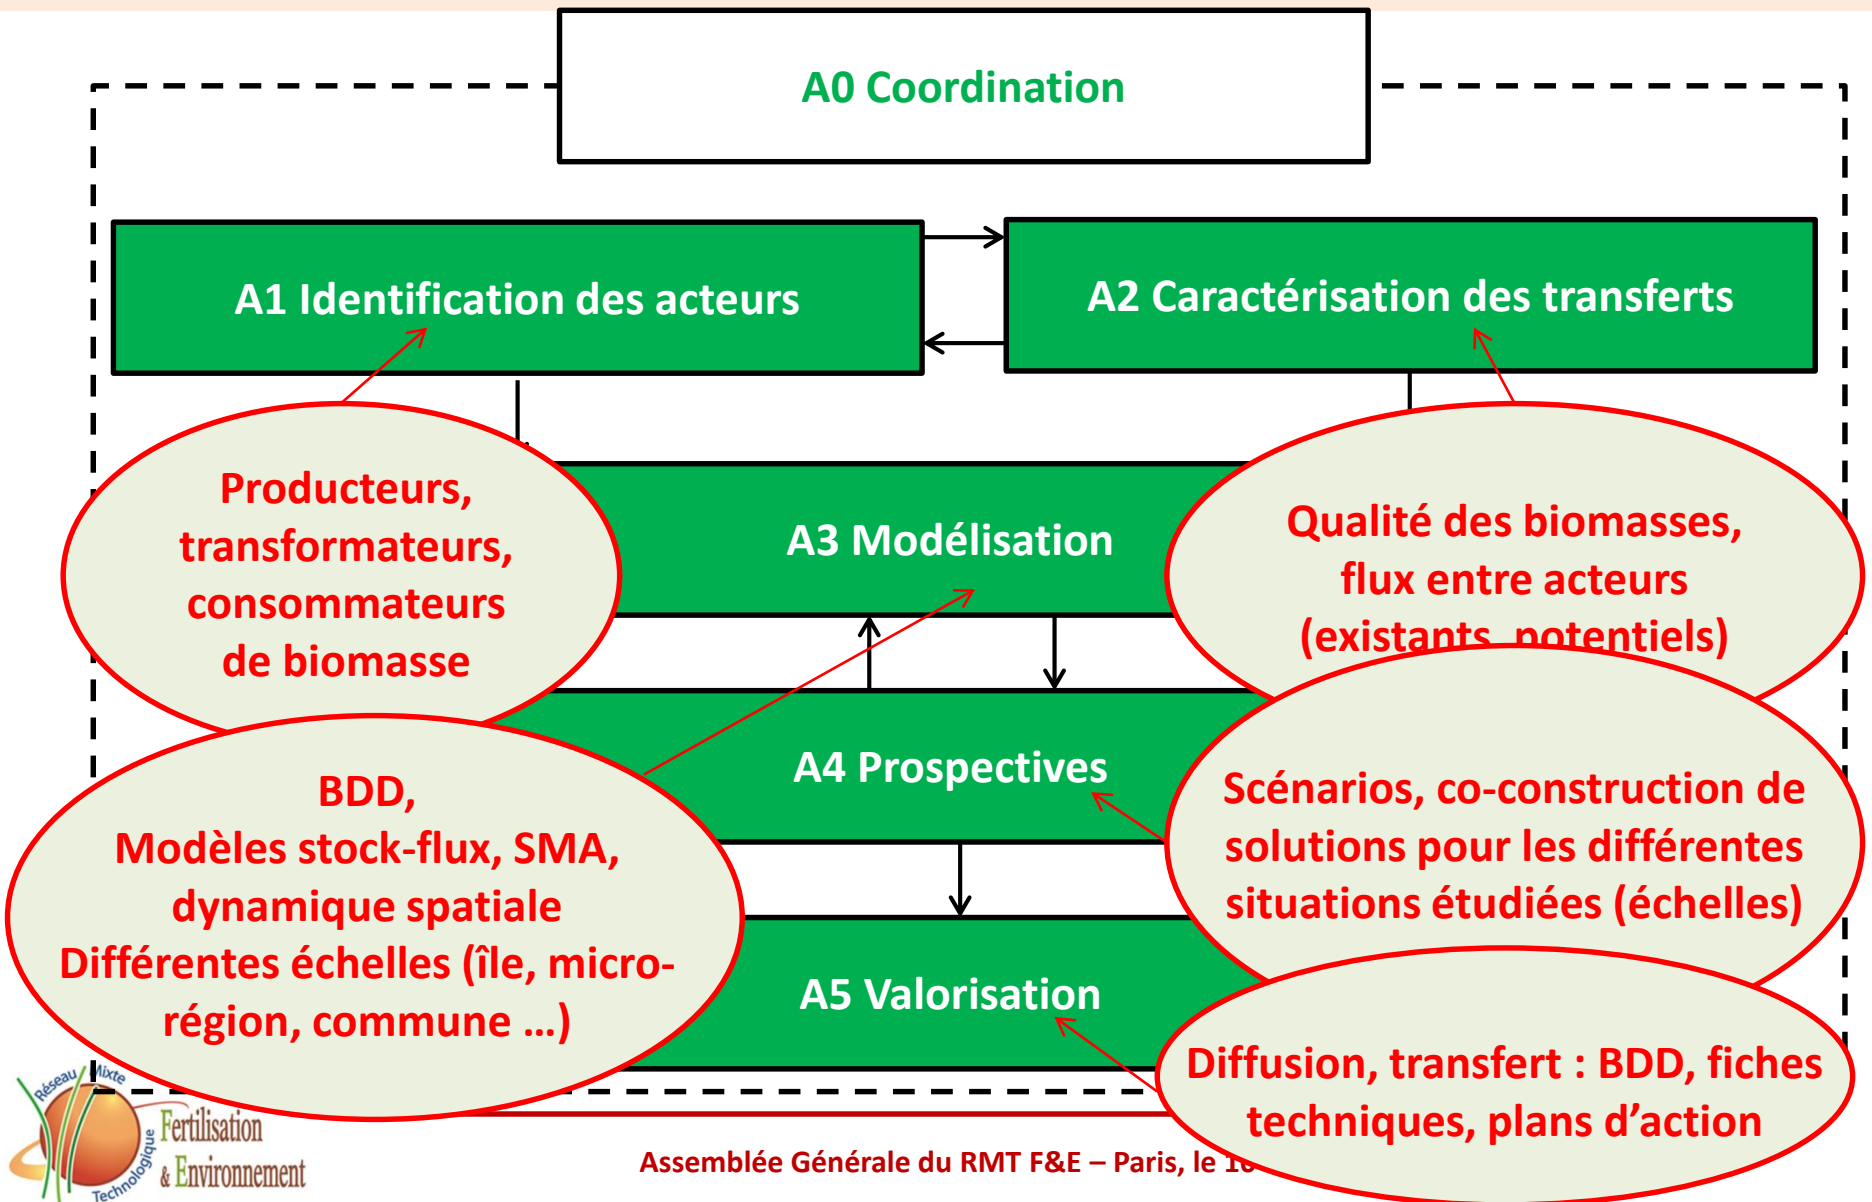 A0 Coordination
A1 Identification des acteurs
A2 Caractérisation des transferts
Producteurs,
transformateurs,
consommateurs
de biomasse
A3 Modélisation
Qualité des biomasses,
flux entre acteurs
(existants, potentiels)
BDD,
Modèles stock-flux, SMA,
dynamique spatiale
Différentes échelles (île, micro-
région, commune ...)
A4 Prospectives
Scénarios, co-construction de
solutions pour les différentes
situations étudiées (échelles)
A5 Valorisation
Diffusion, transfert : BDD, fiches
techniques, plans d’action
Réseau Mixte
Technologique
Fertilisation
& Environnement
Assemblée Générale du RMT F&E – Paris, le